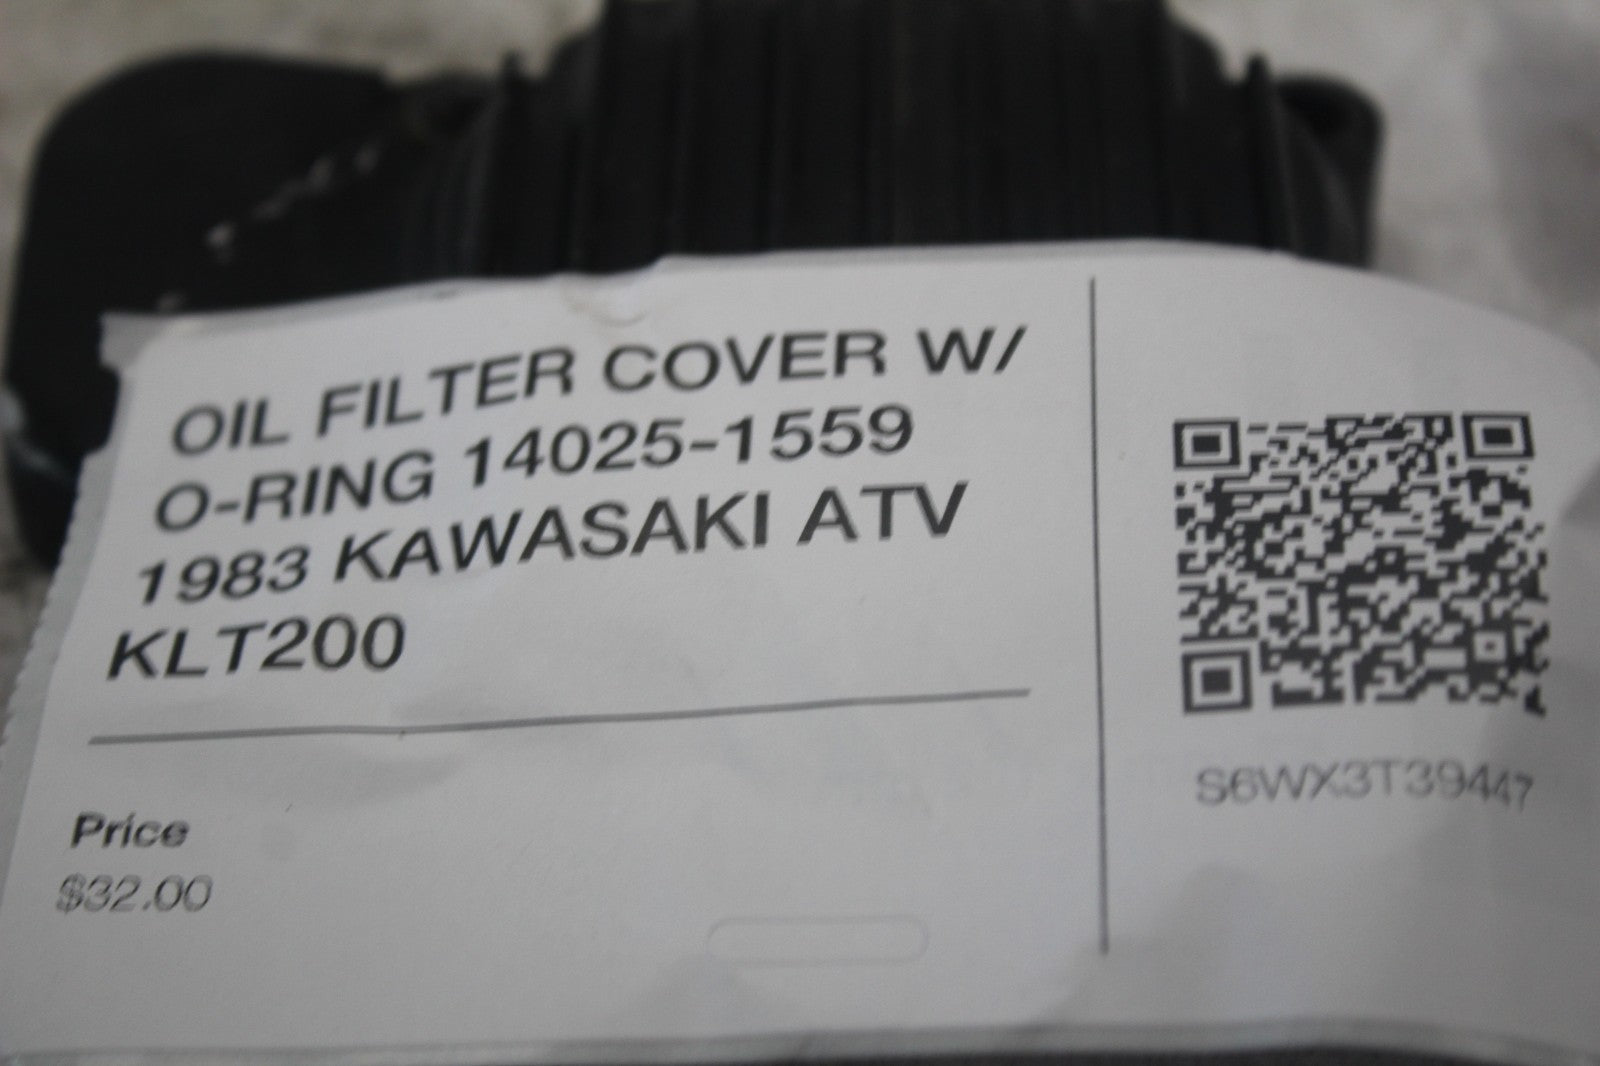 OIL FILTER COVER W/
O-RING 14025-1559
1983 KAWASAKI ATV
KLT200
Price
$32.00
S6WX3T39447